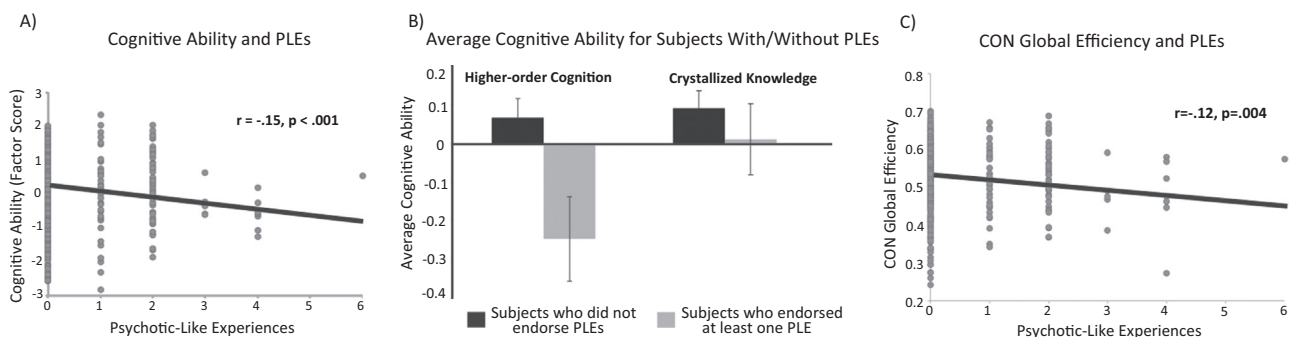 A)
Cognitive Ability and PLEs
r = -.15, p < .001
Cognitive Ability (Factor Score)
3
2
1
0
-1
-2
-3
0 1 2 3 4 5 6
Psychotic-Like Experiences
B)
Average Cognitive Ability for Subjects With/Without PLEs
Higher-order Cognition Crystallized Knowledge
Average Cognitive Ability
0.2
0.1
0
-0.1
-0.2
-0.3
-0.4
Subjects who did not
endorse PLEs
Subjects who endorsed
at least one PLE
C)
CON Global Efficiency and PLEs
r=-.12, p=.004
CON Global Efficiency
0.8
0.7
0.6
0.5
0.4
0.3
0.2
0 1 2 3 4 5 6
Psychotic-Like Experiences